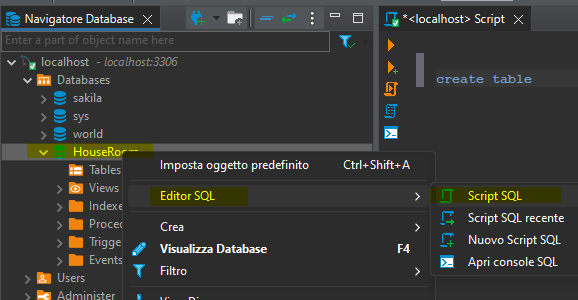 Navigatore Database
*<localhost> Script
Enter a part of object name here
localhost - localhost:3306
Databases
create table
sakila
sys
world
HouseRoom
Tables
Views
Indexe
Proced
Trigge
Events
Users
Administer
Imposta oggetto predefinito Ctrl+Shift+A
Editor SQL
Crea
Visualizza Database F4
Filtro
Script SQL
Script SQL recente
Nuovo Script SQL
Apri console SQL